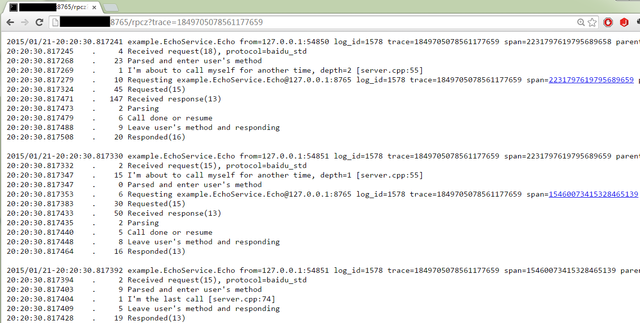 :8765/rpcz
:8765/rpcz?trace=1849705078561177659
2015/01/21-20:20:30.817241 example.EchoService.Echo from=127.0.0.1:54850 log_id=1578 trace=1849705078561177659 span=2231797619795689658 paren
20:20:30.817245 . 4 Received request(18), protocol=baidu_std
20:20:30.817268 . 23 Parsed and enter user's method
20:20:30.817269 . 1 I'm about to call myself for another time, depth=2 [server.cpp:55]
20:20:30.817279 . 10 Requesting example.EchoService.Echo@127.0.0.1:8765 log_id=1578 trace=1849705078561177659 span=2231797619795689659
20:20:30.817324 . 45 Requested(15)
20:20:30.817471 . 147 Received response(13)
20:20:30.817473 . 2 Parsing
20:20:30.817479 . 6 Call done or resume
20:20:30.817488 . 9 Leave user's method and responding
20:20:30.817508 . 20 Responded(16)
2015/01/21-20:20:30.817330 example.EchoService.Echo from=127.0.0.1:54851 log_id=1578 trace=1849705078561177659 span=2231797619795689659 paren
20:20:30.817332 . 2 Received request(15), protocol=baidu_std
20:20:30.817347 . 15 I'm about to call myself for another time, depth=1 [server.cpp:55]
20:20:30.817347 . 0 Parsed and enter user's method
20:20:30.817353 . 6 Requesting example.EchoService.Echo@127.0.0.1:8765 log_id=1578 trace=1849705078561177659 span=15460073415328465139
20:20:30.817383 . 30 Requested(15)
20:20:30.817433 . 50 Received response(13)
20:20:30.817435 . 2 Parsing
20:20:30.817440 . 5 Call done or resume
20:20:30.817448 . 8 Leave user's method and responding
20:20:30.817464 . 16 Responded(13)
2015/01/21-20:20:30.817392 example.EchoService.Echo from=127.0.0.1:54851 log_id=1578 trace=1849705078561177659 span=15460073415328465139 paren
20:20:30.817394 . 2 Received request(15), protocol=baidu_std
20:20:30.817403 . 9 Parsed and enter user's method
20:20:30.817404 . 1 I'm the last call [server.cpp:74]
20:20:30.817409 . 5 Leave user's method and responding
20:20:30.817428 . 19 Responded(13)